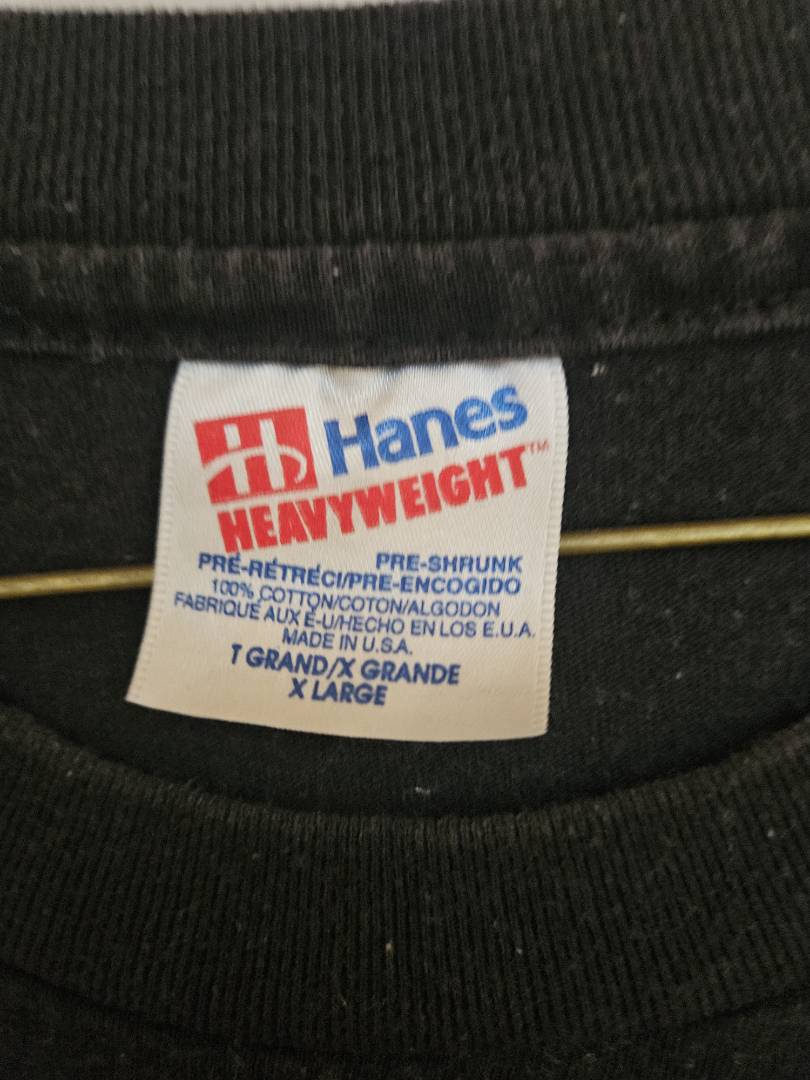 Hanes
HEAVYWEIGHT™
PRÉ-RÉTRÉCI/PRE-ENCOGIDO PRE-SHRUNK
100% COTTON/COTON/ALGODON
FABRIQUÉ AUX É-U/HECHO EN LOS E.U.A.
MADE IN U.S.A.
T GRAND/X GRANDE
X LARGE